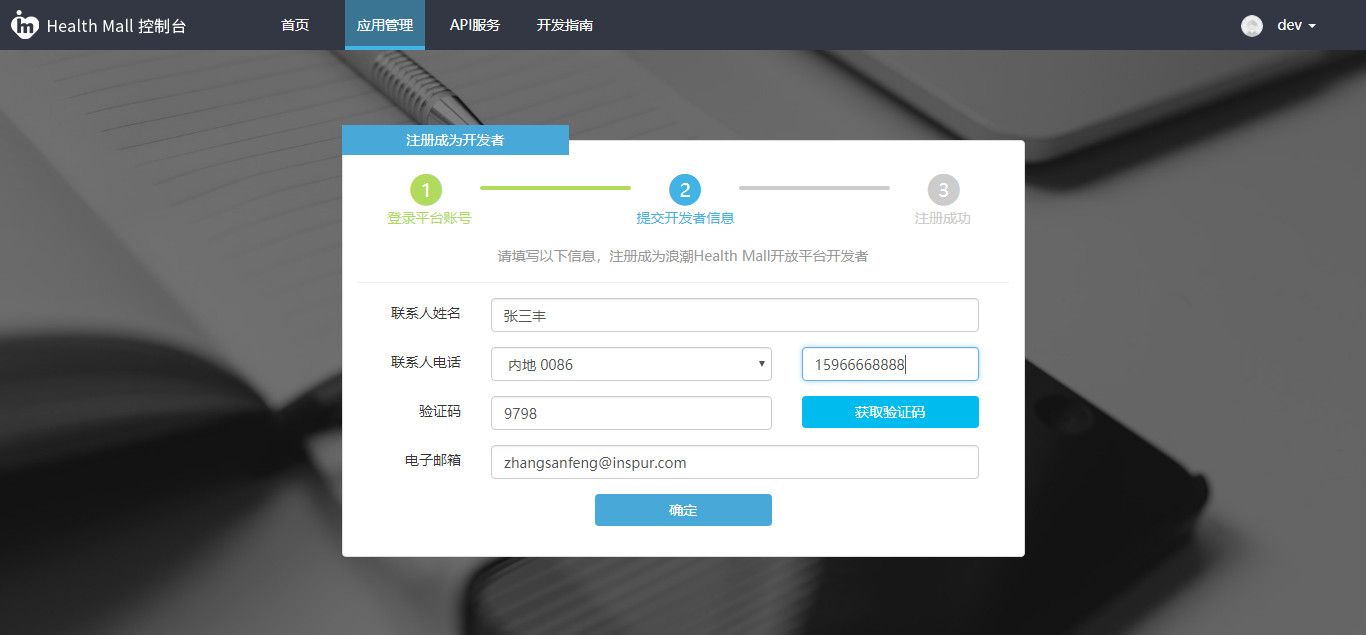 Health Mall 控制台 首页 应用管理 API服务 开发指南 dev
注册成为开发者
1 2 3
登录平台账号 提交开发者信息 注册成功
请填写以下信息，注册成为浪潮Health Mall开放平台开发者
联系人姓名 张三丰
联系人电话 内地 0086 15966668888
验证码 9798 获取验证码
电子邮箱 zhangsanfeng@inspur.com
确定